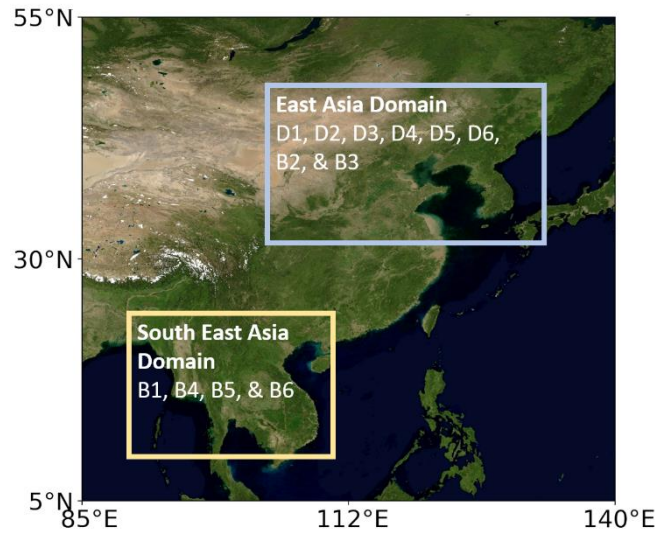 55°N
East Asia Domain
D1, D2, D3, D4, D5, D6,
B2, & B3
30°N
South East Asia
Domain
B1, B4, B5, & B6
5°N
85°E
112°E
140°E